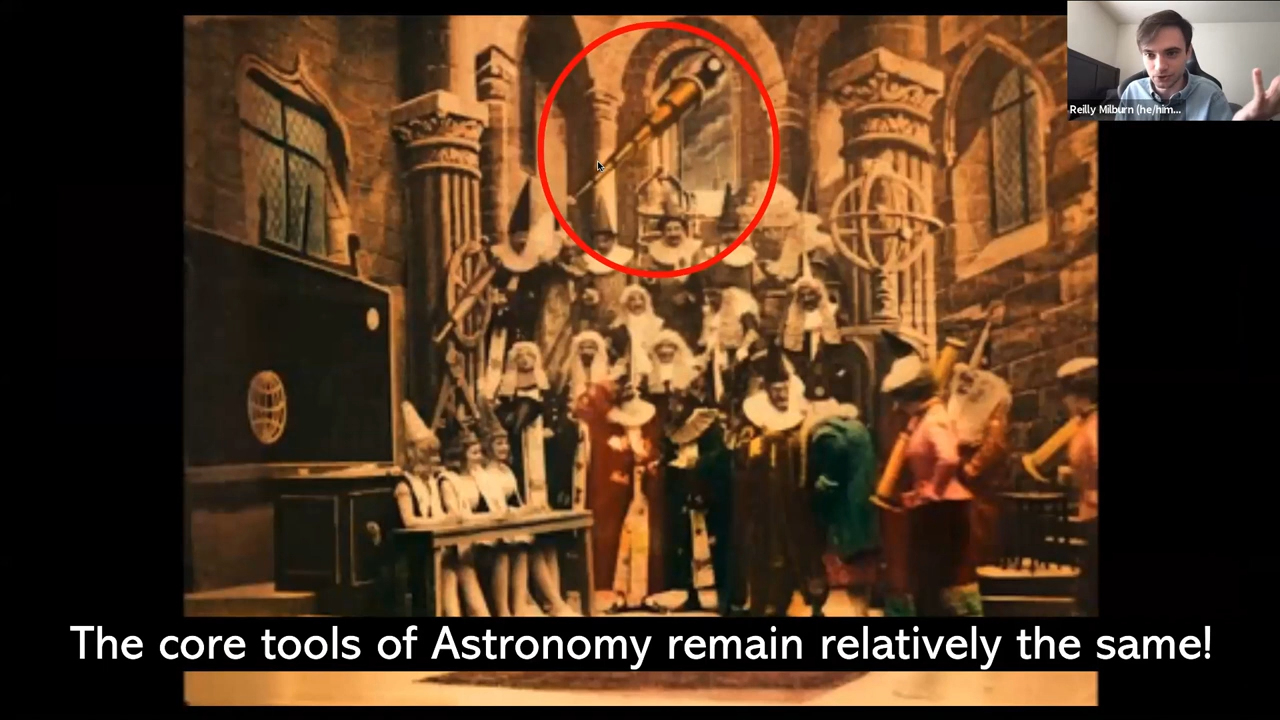 Reilly Milburn (he/him...
The core tools of Astronomy remain relatively the same!